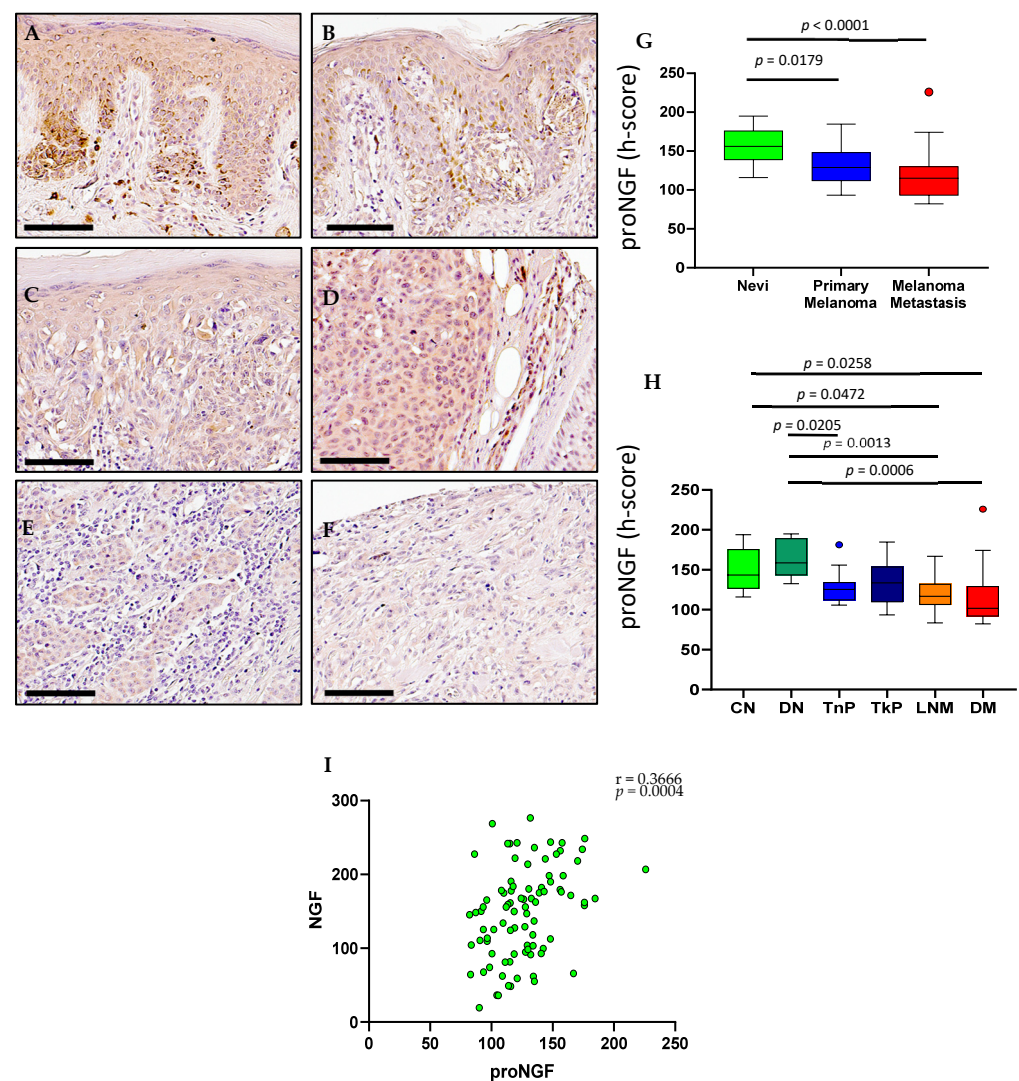 A
B
C
D
E
F
G
p < 0.0001
p = 0.0179
proNGF (h-score)
250
200
150
100
50
0
Nevi
Primary
Melanoma
Melanoma
Metastasis
H
p = 0.0258
p = 0.0472
p = 0.0205
p = 0.0013
p = 0.0006
proNGF (h-score)
250
200
150
100
50
0
CN
DN
TnP
TkP
LNM
DM
I
r = 0.3666
p = 0.0004
NGF
300
200
100
0
0
50
100
150
200
250
proNGF